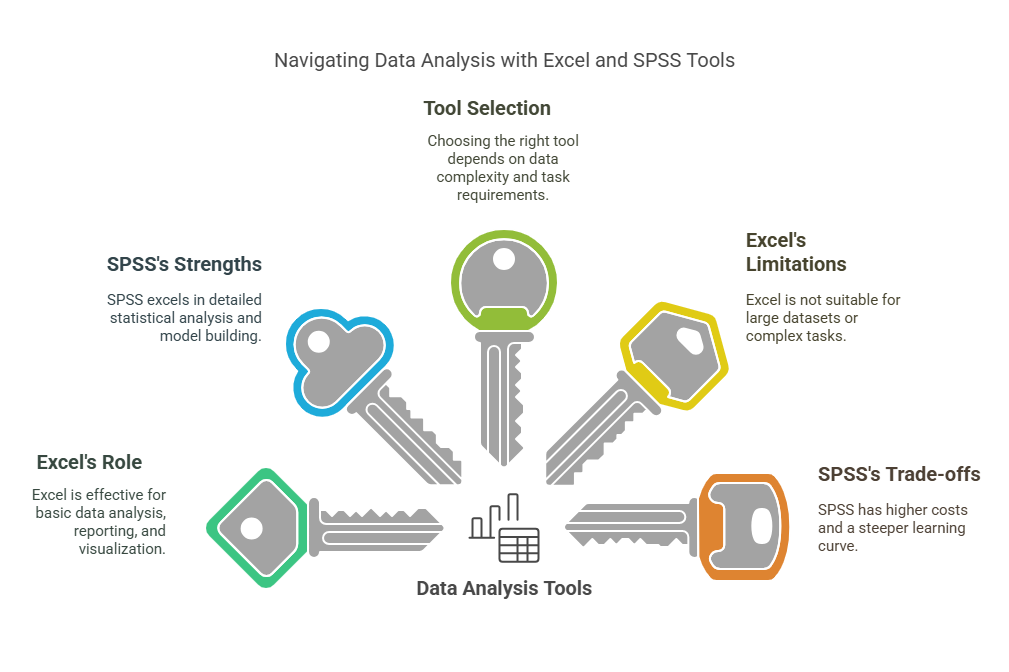 Navigating Data Analysis with Excel and SPSS Tools
Tool Selection
Choosing the right tool
depends on data
complexity and task
requirements.
SPSS's Strengths
SPSS excels in detailed
statistical analysis and
model building.
Excel's
Limitations
Excel is not suitable for
large datasets or
complex tasks.
Excel's Role
Excel is effective for
basic data analysis,
reporting, and
visualization.
SPSS's Trade-offs
SPSS has higher costs
and a steeper learning
curve.
Data Analysis Tools